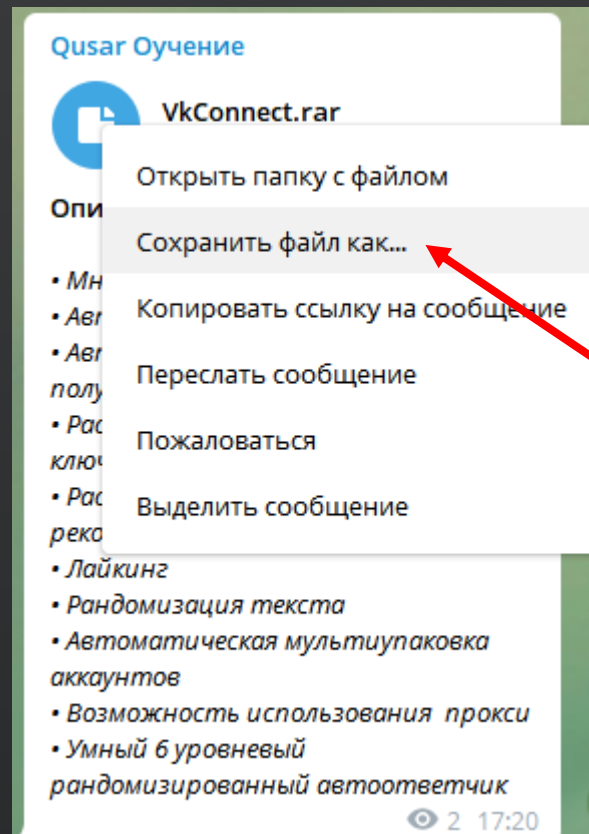 Qusar Оучение
VkConnect.rar
Открыть папку с файлом
Сохранить файл как...
Копировать ссылку на сообщение
Переслать сообщение
Пожаловаться
Выделить сообщение
• Лайкинг
• Рандомизация текста
• Автоматическая мультиупаковка
аккаунтов
• Возможность использования прокси
• Умный 6 уровневый
рандомизированный автоответчик
2 17:20